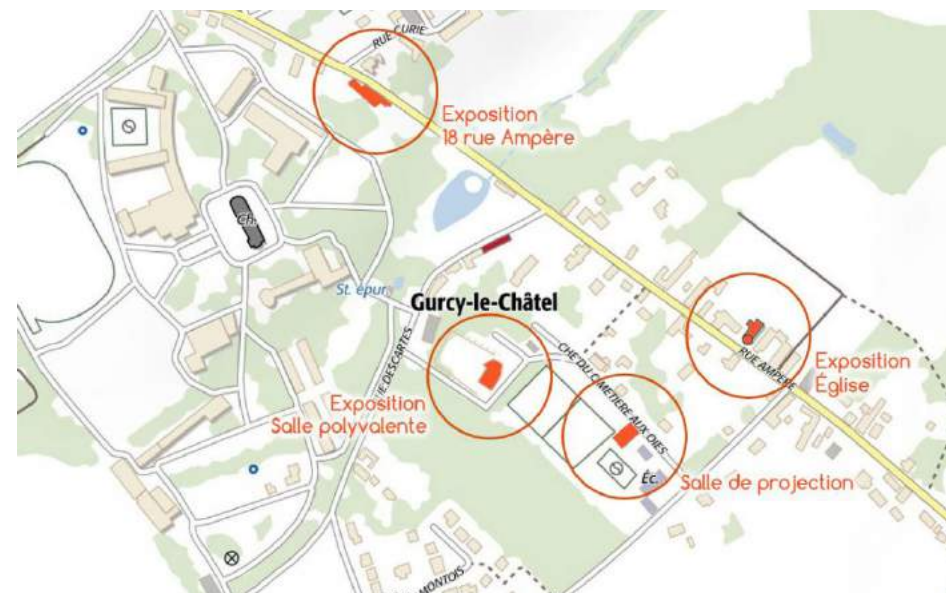 RUE CURIE
Exposition
18 rue Ampère
Ch.
St. épur.
Gurcy-le-Châtel
RUE DESCARTES
CHE DU CIMETIERE AUX OIES
RUE AMPERE
Exposition
Église
Exposition
Salle polyvalente
Éc.
Salle de projection
MONTOIS